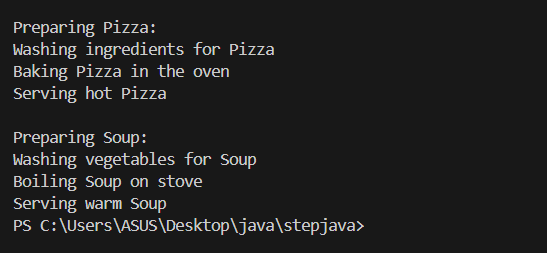 Preparing Pizza:
Washing ingredients for Pizza
Baking Pizza in the oven
Serving hot Pizza

Preparing Soup:
Washing vegetables for Soup
Boiling Soup on stove
Serving warm Soup
PS C:\Users\ASUS\Desktop\java\stepjava>